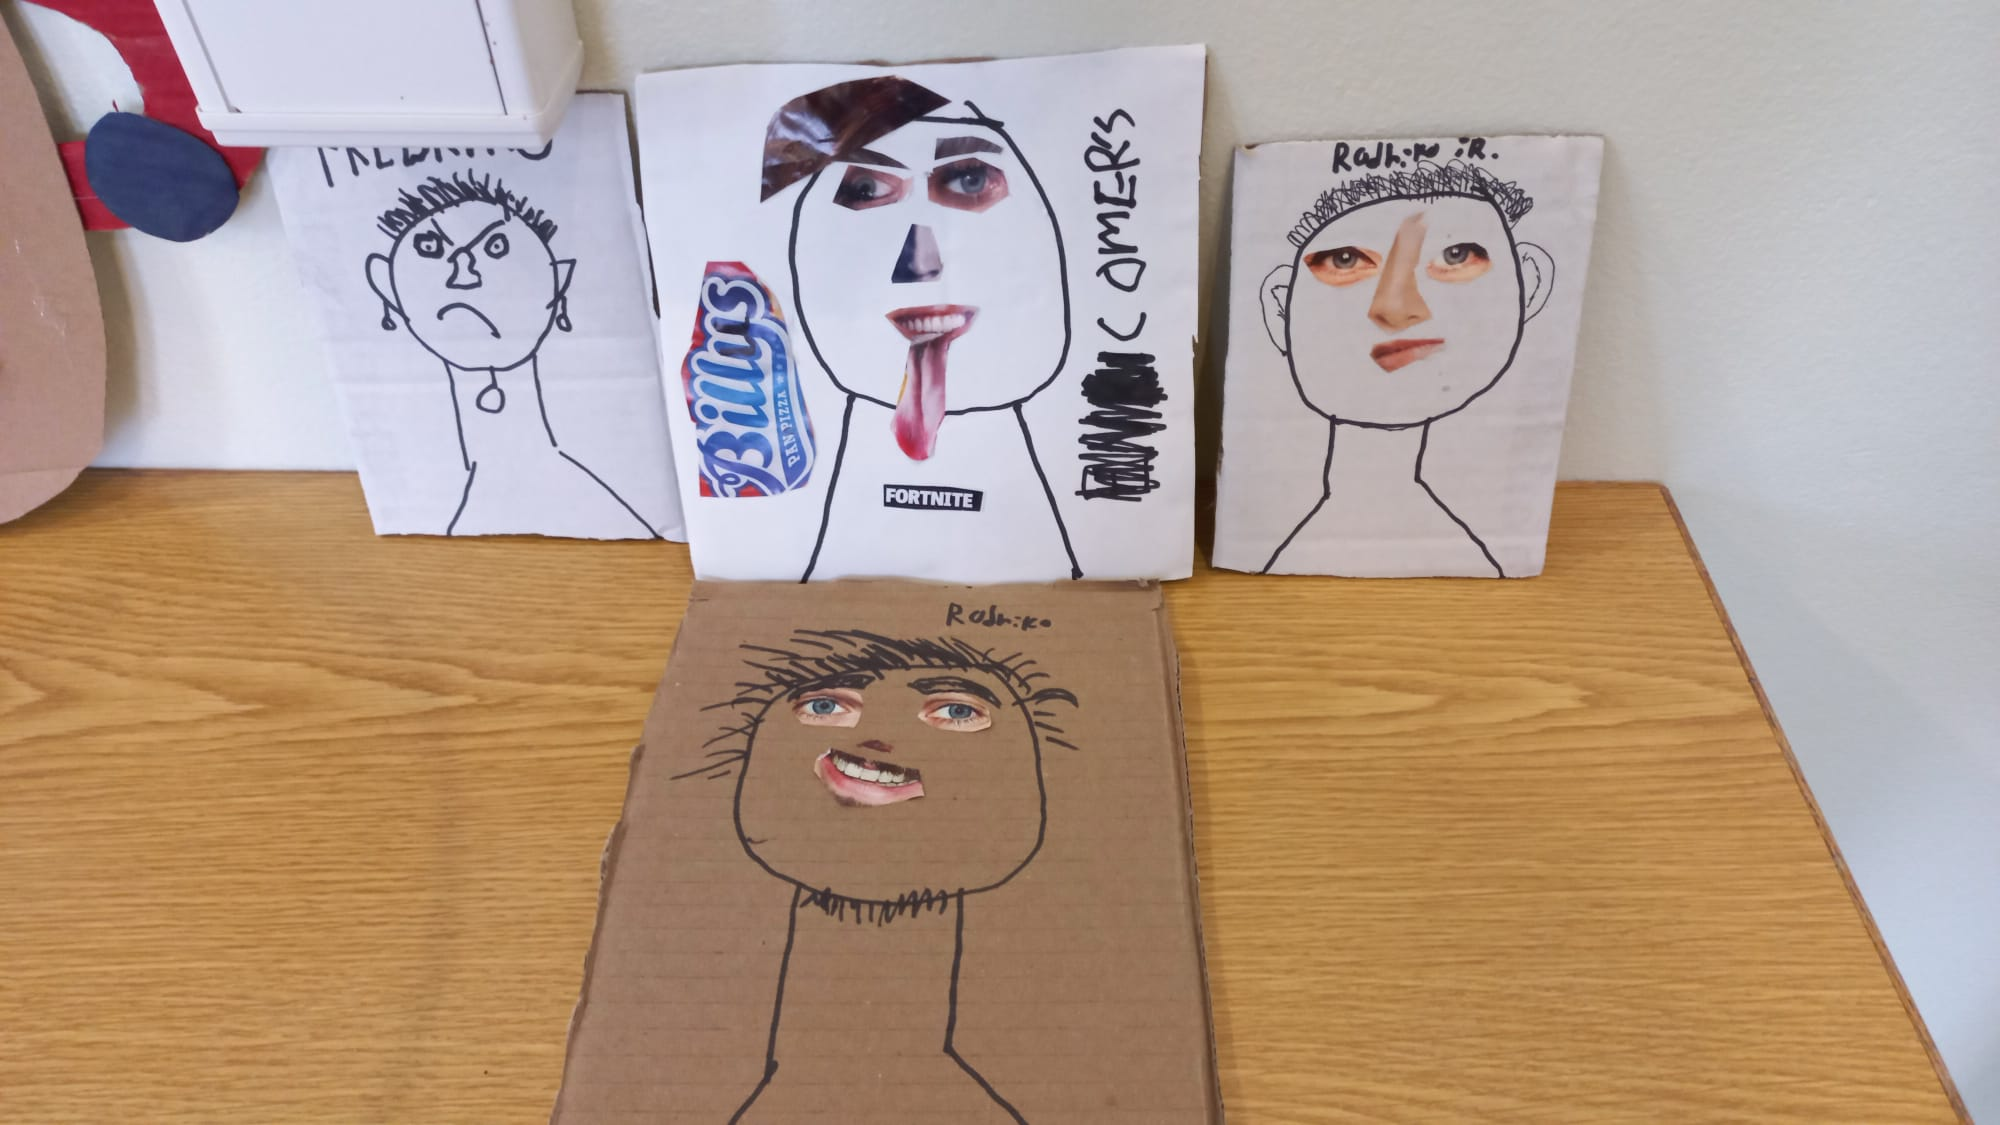 C OMERS
Billys
PAN PIZZA
FORTNITE
Rodriko JR.
Rodriko